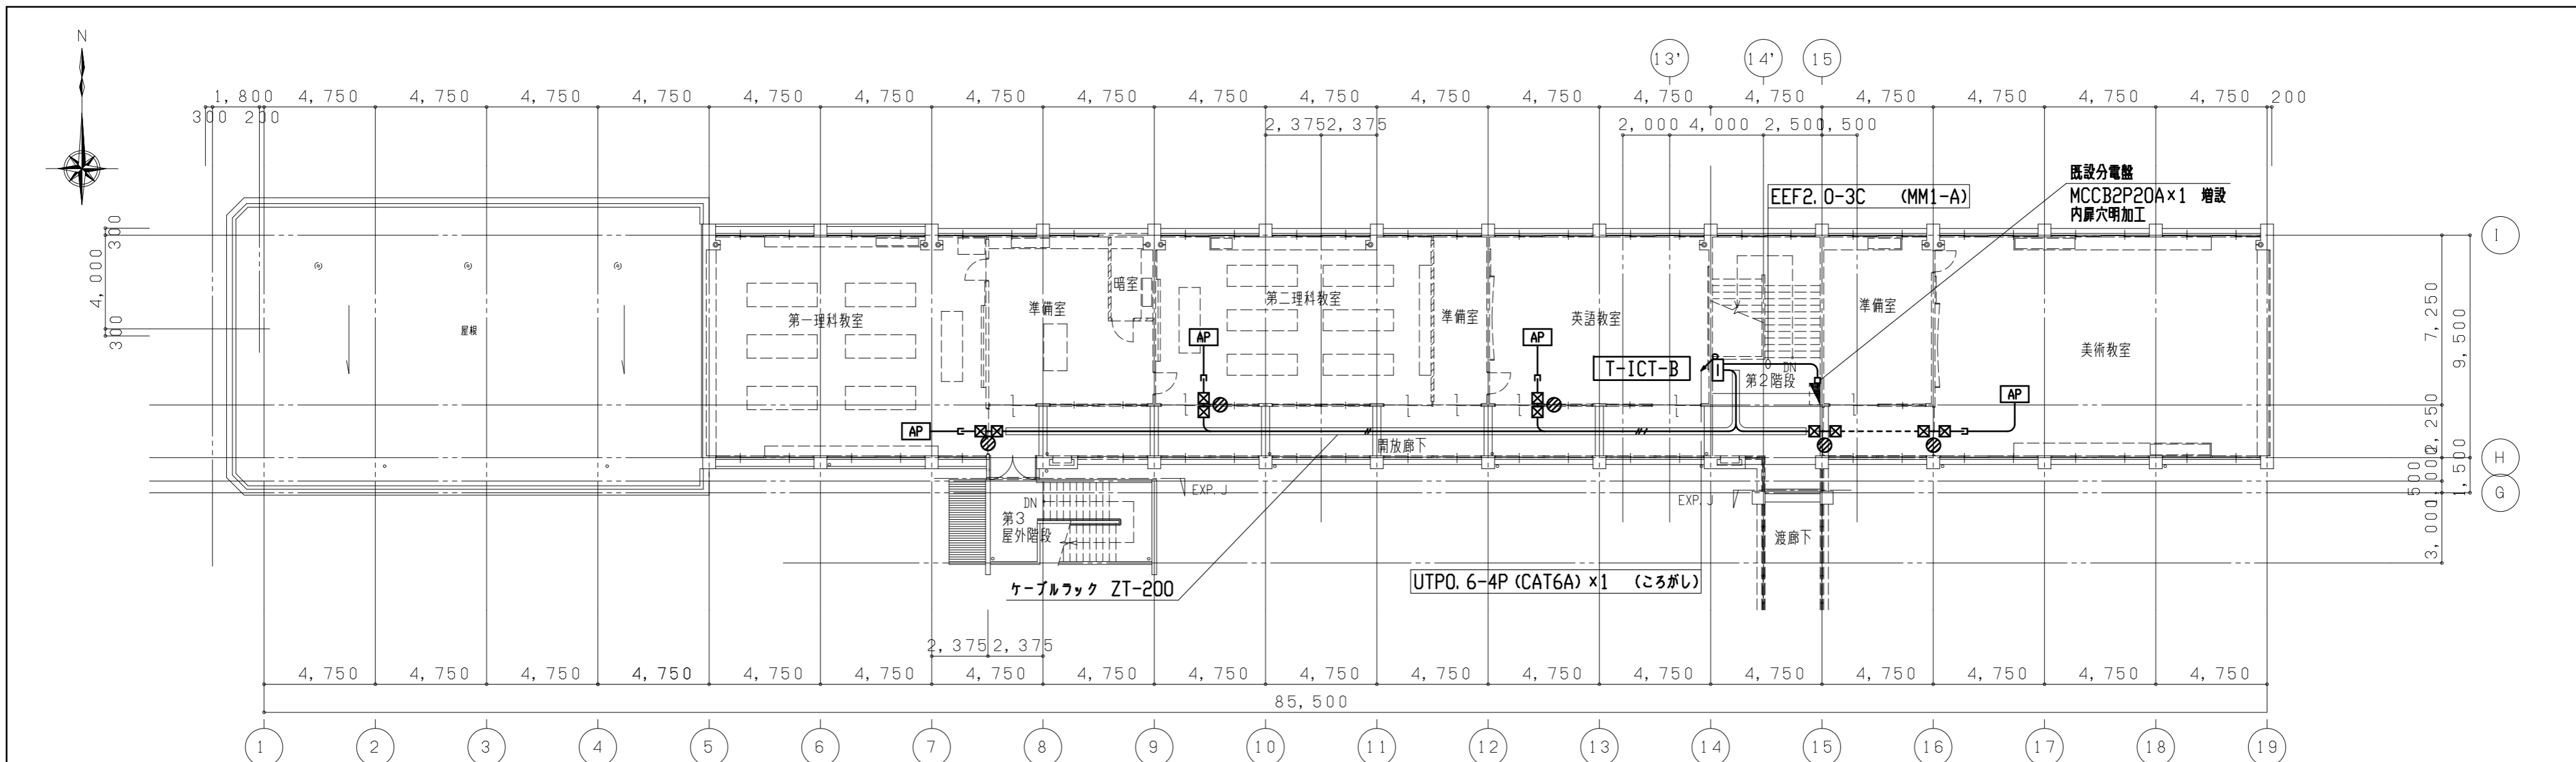 N
13' 14' 15
1,800 4,750 4,750 4,750 4,750 4,750 4,750 4,750 4,750 4,750 4,750 4,750 4,750 4,750 4,750 4,750 4,750 4,750 4,750 200
300 200
2,375 2,375 2,000 4,000 2,500 1,500
既設分電盤
EEF2.0-3C (MM1-A)
MCCB2P20A×1 増設
内扉穴明加工
300
4,000
300
I
屋根
第一理科教室
準備室
暗室
第二理科教室
準備室
英語教室
準備室
美術教室
AP
AP
T-ICT-B
DN
第2階段
AP
AP
開放廊下
7,250
9,500
2,250
1,000
500
1,500
3,000
H
G
EXP.J
EXP.J
DN
第3
屋外階段
渡廊下
ケーブルラック ZT-200
UTP0.6-4P(CAT6A)×1 (ころがし)
2,375 2,375
4,750 4,750 4,750 4,750 4,750 4,750 4,750 4,750 4,750 4,750 4,750 4,750 4,750 4,750 4,750 4,750 4,750 4,750
85,500
1 2 3 4 5 6 7 8 9 10 11 12 13 14 15 16 17 18 19